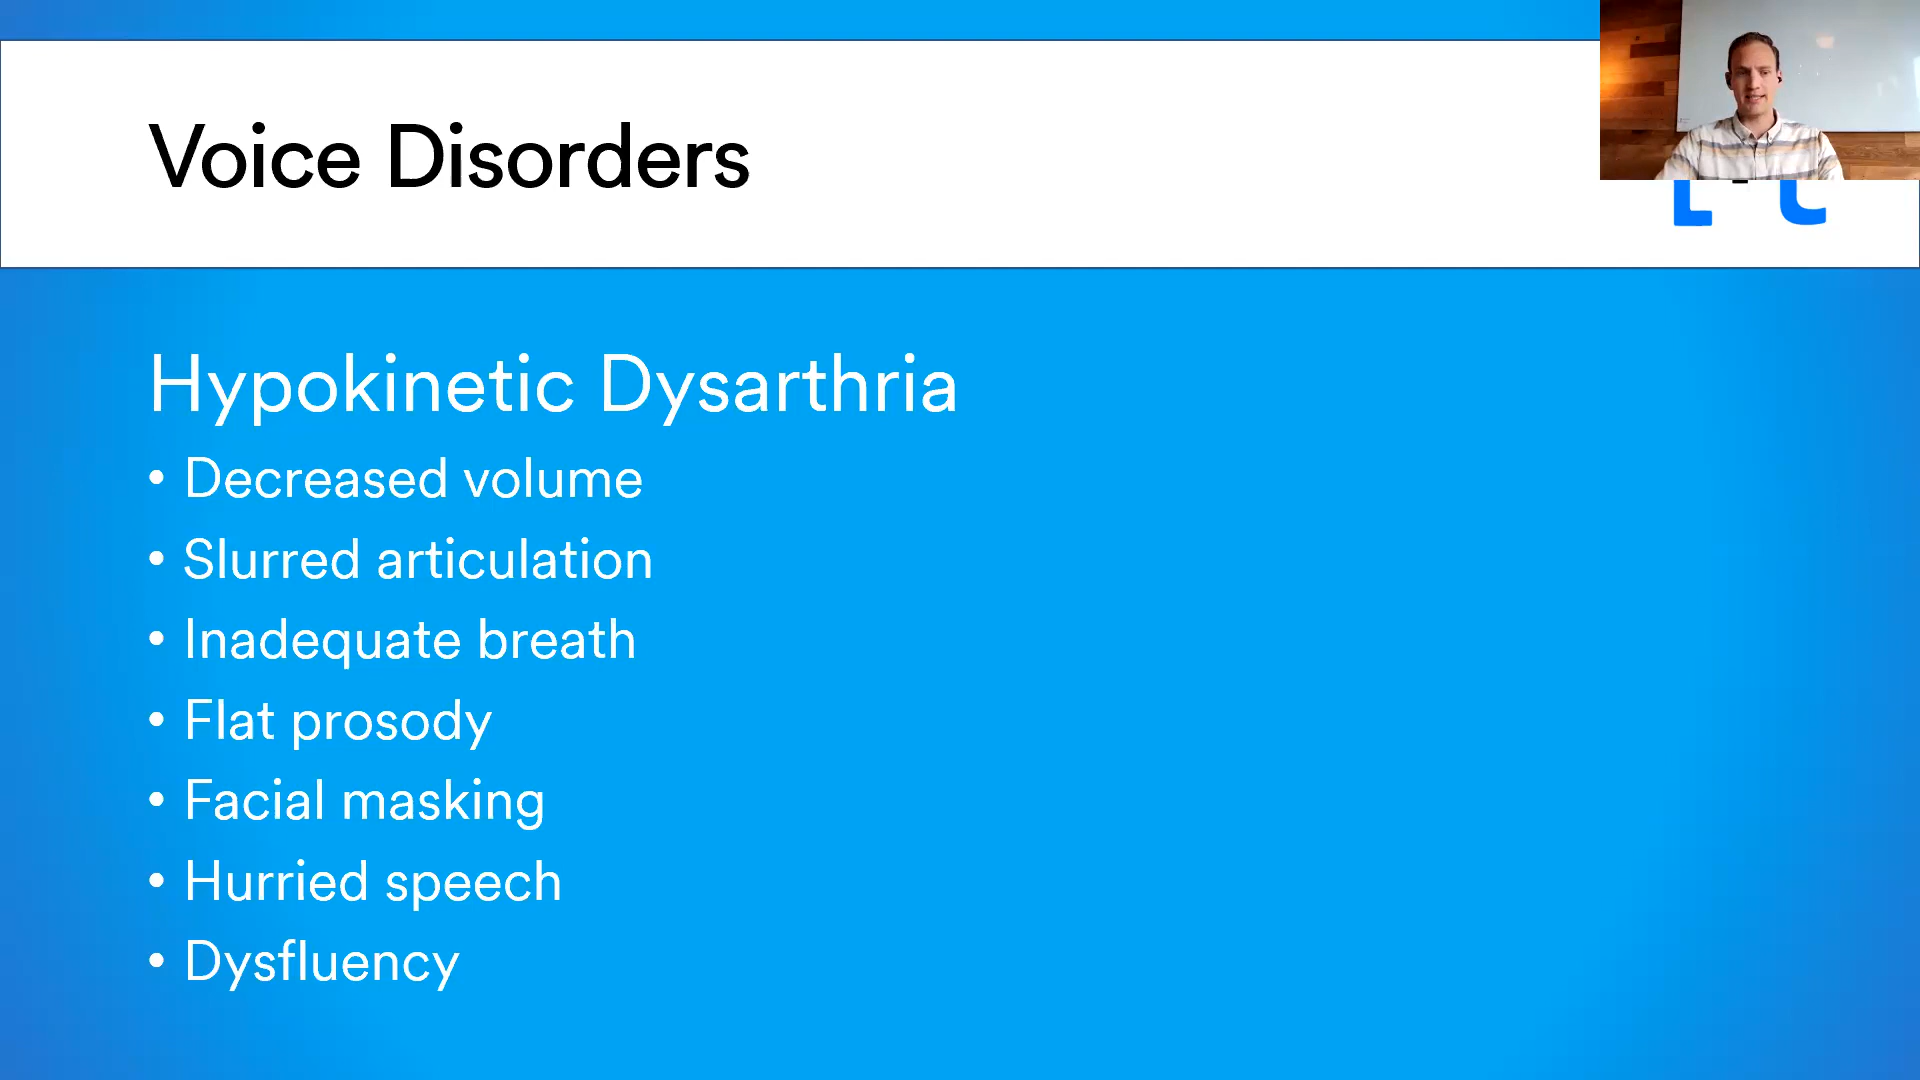 Voice Disorders
Hypokinetic Dysarthria
• Decreased volume
• Slurred articulation
• Inadequate breath
• Flat prosody
• Facial masking
• Hurried speech
• Dysfluency